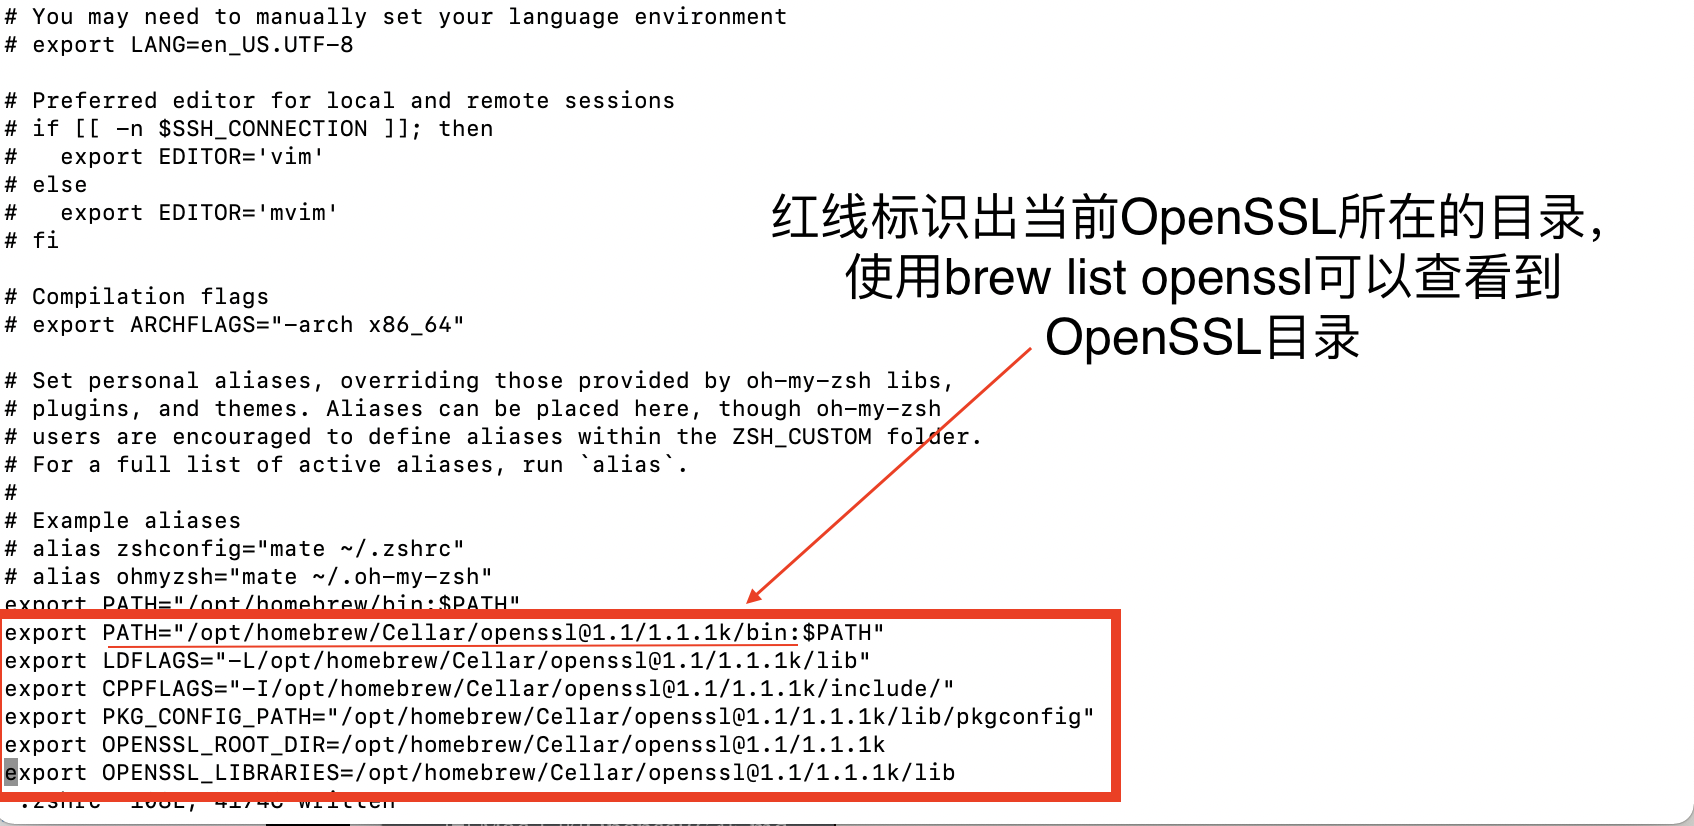 # You may need to manually set your language environment
# export LANG=en_US.UTF-8
# Preferred editor for local and remote sessions
# if [[ -n $SSH_CONNECTION ]]; then
#   export EDITOR='vim'
# else
#   export EDITOR='mvim'
# fi
# Compilation flags
# export ARCHFLAGS="-arch x86_64"
# Set personal aliases, overriding those provided by oh-my-zsh libs,
# plugins, and themes. Aliases can be placed here, though oh-my-zsh
# users are encouraged to define aliases within the ZSH_CUSTOM folder.
# For a full list of active aliases, run `alias`.
#
# Example aliases
# alias zshconfig="mate ~/.zshrc"
# alias ohmyzsh="mate ~/.oh-my-zsh"
export PATH="/opt/homebrew/bin:$PATH"
export PATH="/opt/homebrew/Cellar/openssl@1.1/1.1.1k/bin:$PATH"
export LDFLAGS="-L/opt/homebrew/Cellar/openssl@1.1/1.1.1k/lib"
export CPPFLAGS="-I/opt/homebrew/Cellar/openssl@1.1/1.1.1k/include/"
export PKG_CONFIG_PATH="/opt/homebrew/Cellar/openssl@1.1/1.1.1k/lib/pkgconfig"
export OPENSSL_ROOT_DIR=/opt/homebrew/Cellar/openssl@1.1/1.1.1k
export OPENSSL_LIBRARIES=/opt/homebrew/Cellar/openssl@1.1/1.1.1k/lib
.zshrc" 108L, 4174C written
红线标识出当前OpenSSL所在的目录，
使用brew list openssl可以查看到
OpenSSL目录